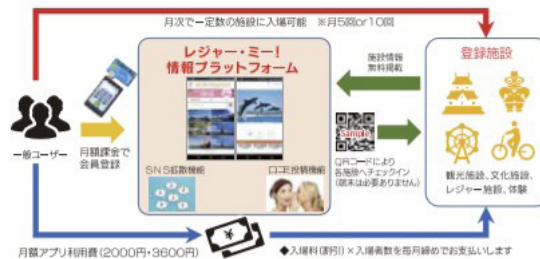 月次で一定数の施設に入場可能 ※月5回or10回
レジャー・ミー!
情報プラットフォーム
登録施設
施設情報
無料掲載
一般ユーザー
月額課金で
会員登録
SNS拡散機能
口コミ投稿機能
Sample
QRコードにより
各施設へチェックイン
(端末は必要ありません)
観光施設、文化施設、
レジャー施設、体験
月額アプリ利用費(2000円・3600円)
¥
◆入場料(割引)×入場者数を毎月締めでお支払いします